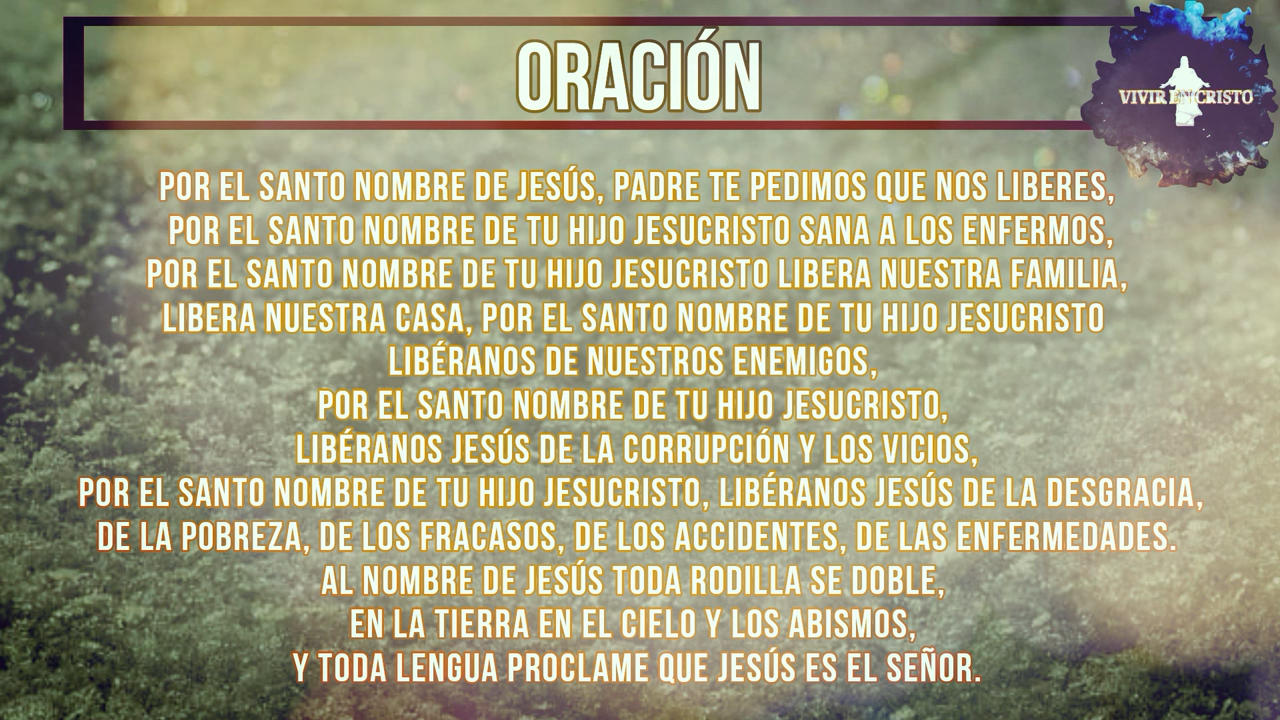 ORACIÓN
VIVIR EN CRISTO
POR EL SANTO NOMBRE DE JESÚS, PADRE TE PEDIMOS QUE NOS LIBERES,
POR EL SANTO NOMBRE DE TU HIJO JESUCRISTO SANA A LOS ENFERMOS,
POR EL SANTO NOMBRE DE TU HIJO JESUCRISTO LIBERA NUESTRA FAMILIA,
LIBERA NUESTRA CASA, POR EL SANTO NOMBRE DE TU HIJO JESUCRISTO
LIBÉRANOS DE NUESTROS ENEMIGOS,
POR EL SANTO NOMBRE DE TU HIJO JESUCRISTO,
LIBÉRANOS JESÚS DE LA CORRUPCIÓN Y LOS VICIOS,
POR EL SANTO NOMBRE DE TU HIJO JESUCRISTO, LIBÉRANOS JESÚS DE LA DESGRACIA,
DE LA POBREZA, DE LOS FRACASOS, DE LOS ACCIDENTES, DE LAS ENFERMEDADES.
AL NOMBRE DE JESÚS TODA RODILLA SE DOBLE,
EN LA TIERRA EN EL CIELO Y LOS ABISMOS,
Y TODA LENGUA PROCLAME QUE JESÚS ES EL SEÑOR.